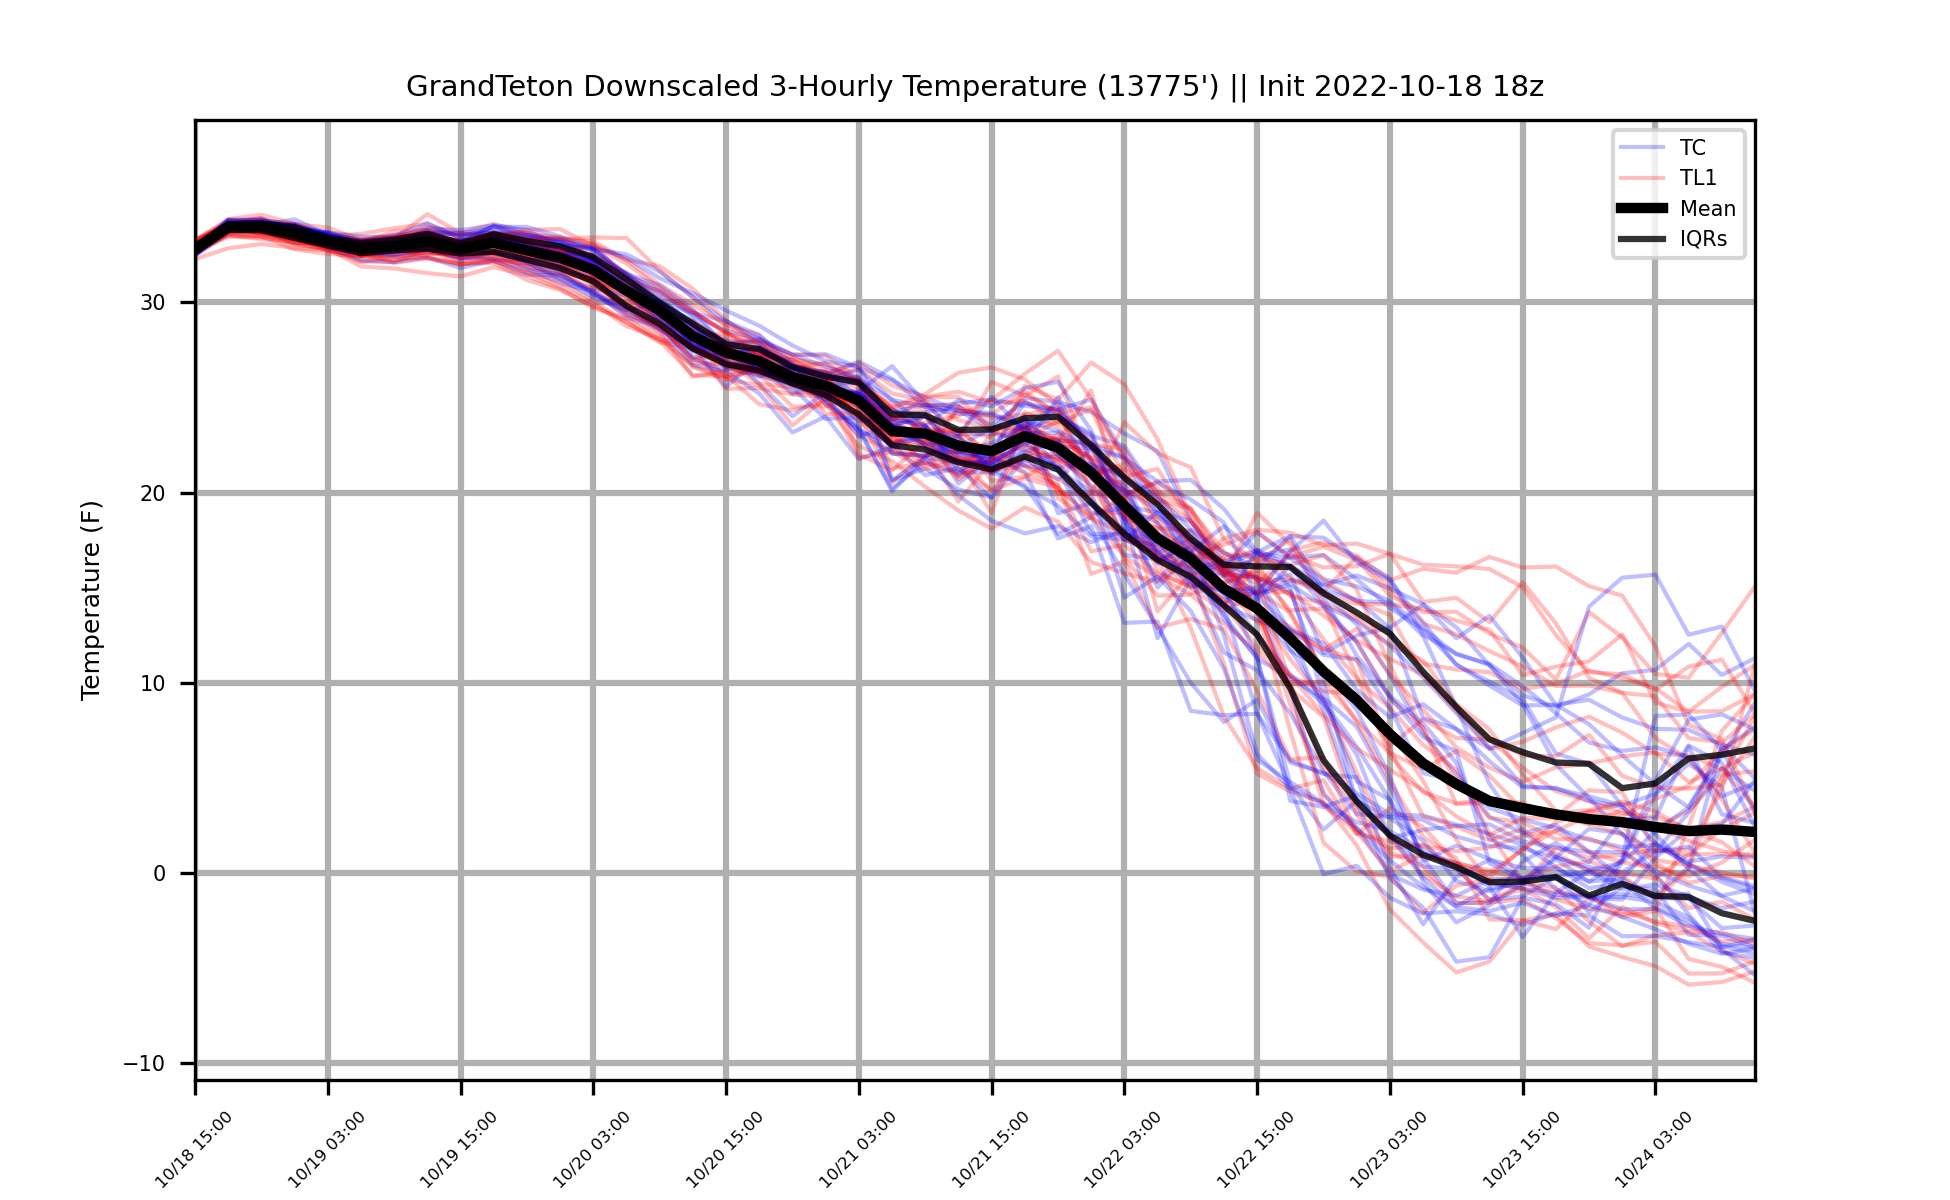 GrandTeton Downscaled 3-Hourly Temperature (13775') || Init 2022-10-18 18z
TC
TL1
Mean
IQRs
Temperature (F)
30
20
10
0
−10
10/18 15:00
10/19 03:00
10/19 15:00
10/20 03:00
10/20 15:00
10/21 03:00
10/21 15:00
10/22 03:00
10/22 15:00
10/23 03:00
10/23 15:00
10/24 03:00